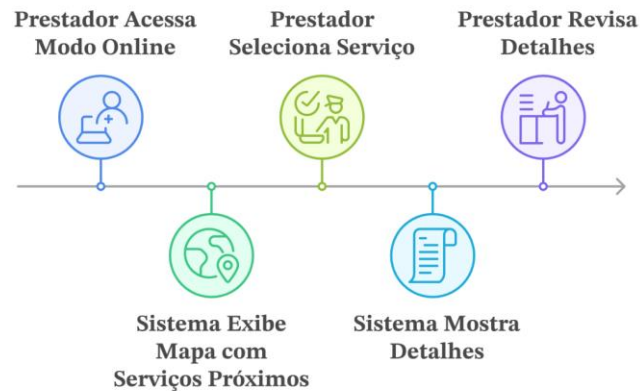 Prestador Acessa
Modo Online
Prestador
Seleciona Serviço
Prestador Revisa
Detalhes
Sistema Exibe
Mapa com
Serviços Próximos
Sistema Mostra
Detalhes